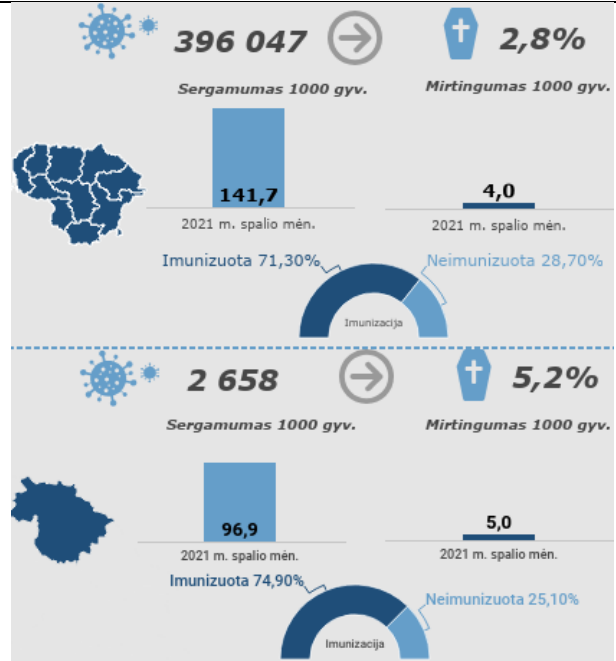 396 047
2,8%
Sergamumas 1000 gyv.
Mirtingumas 1000 gyv.
141,7
4,0
2021 m. spalio mėn.
2021 m. spalio mėn.
Imunizuota 71,30%
Neimunizuota 28,70%
Imunizacija
2 658
5,2%
Sergamumas 1000 gyv.
Mirtingumas 1000 gyv.
96,9
5,0
2021 m. spalio mėn.
2021 m. spalio mėn.
Imunizuota 74,90%
Neimunizuota 25,10%
Imunizacija